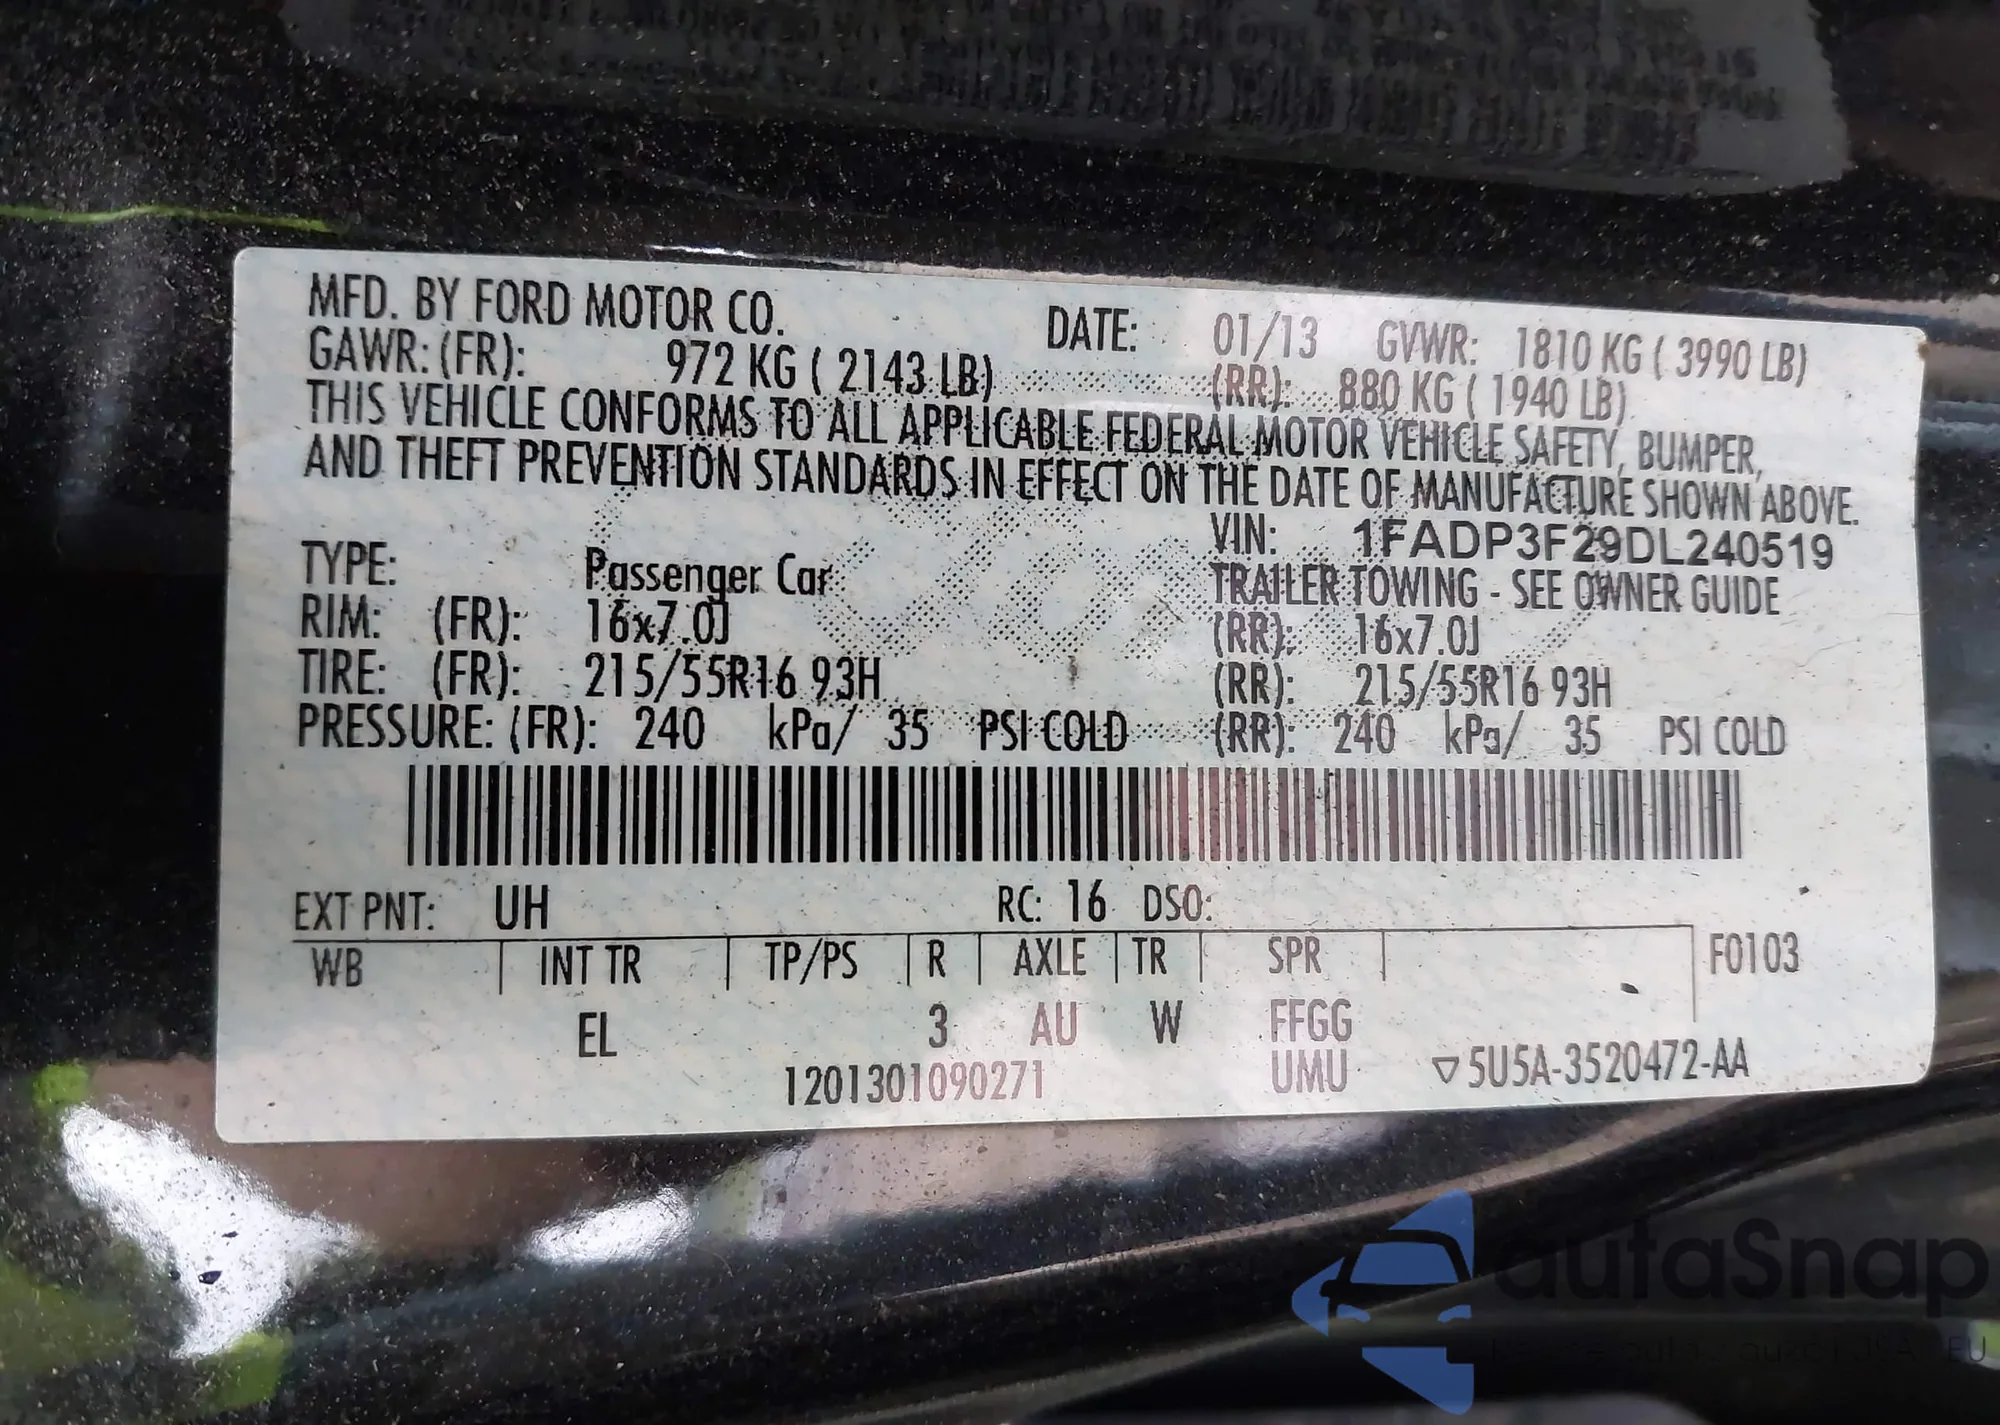 MFD. BY FORD MOTOR CO. DATE: 01/13 GVWR: 1810 KG ( 3990 LB)
GAWR: (FR): 972 KG ( 2143 LB) (RR): 880 KG ( 1940 LB)
THIS VEHICLE CONFORMS TO ALL APPLICABLE FEDERAL MOTOR VEHICLE SAFETY, BUMPER,
AND THEFT PREVENTION STANDARDS IN EFFECT ON THE DATE OF MANUFACTURE SHOWN ABOVE.
VIN: 1FADP3F29DL240519
TYPE: Passenger Car TRAILER TOWING - SEE OWNER GUIDE
RIM: (FR): 16x7.0J (RR): 16x7.0J
TIRE: (FR): 215/55R16 93H (RR): 215/55R16 93H
PRESSURE: (FR): 240 kPa/ 35 PSI COLD (RR): 240 kPa/ 35 PSI COLD
EXT PNT: UH RC: 16 DSO:
WB INT TR TP/PS R AXLE TR SPR F0103
EL 3 AU W FFGG
1201301090271 UMU ▽5U5A-3520472-AA
autoSnap